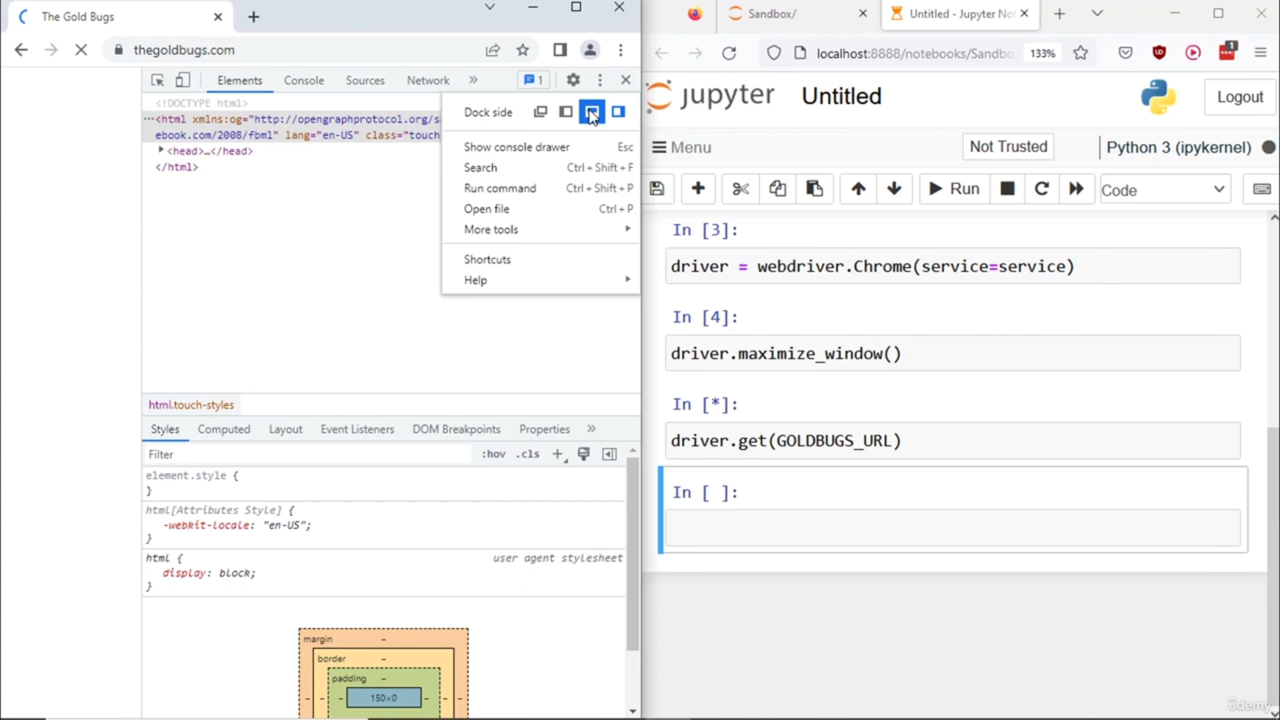 The Gold Bugs
thegoldbugs.com
Elements
Console
Sources
Network
1
<!DOCTYPE html>
<html xmlns:og="http://opengraphprotocol.org/s
ebook.com/2008/fbml" lang="en-US" class="touch
<head>…</head>
</html>
Dock side
Show console drawer Esc
Search Ctrl + Shift + F
Run command Ctrl + Shift + P
Open file Ctrl + P
More tools
Shortcuts
Help
html.touch-styles
Styles
Computed
Layout
Event Listeners
DOM Breakpoints
Properties
Filter
:hov .cls
element.style {
}
html[Attributes Style] {
-webkit-locale: "en-US";
}
html { user agent stylesheet
display: block;
}
margin -
border -
padding -
- - - 150×0 - - -
Sandbox/
Untitled - Jupyter Not
localhost:8888/notebooks/Sandbo
133%
1
jupyter Untitled
Logout
Menu
Not Trusted
Python 3 (ipykernel)
Run
Code
In [3]:
driver = webdriver.Chrome(service=service)
In [4]:
driver.maximize_window()
In [*]:
driver.get(GOLDBUGS_URL)
In [ ]:
Udemy